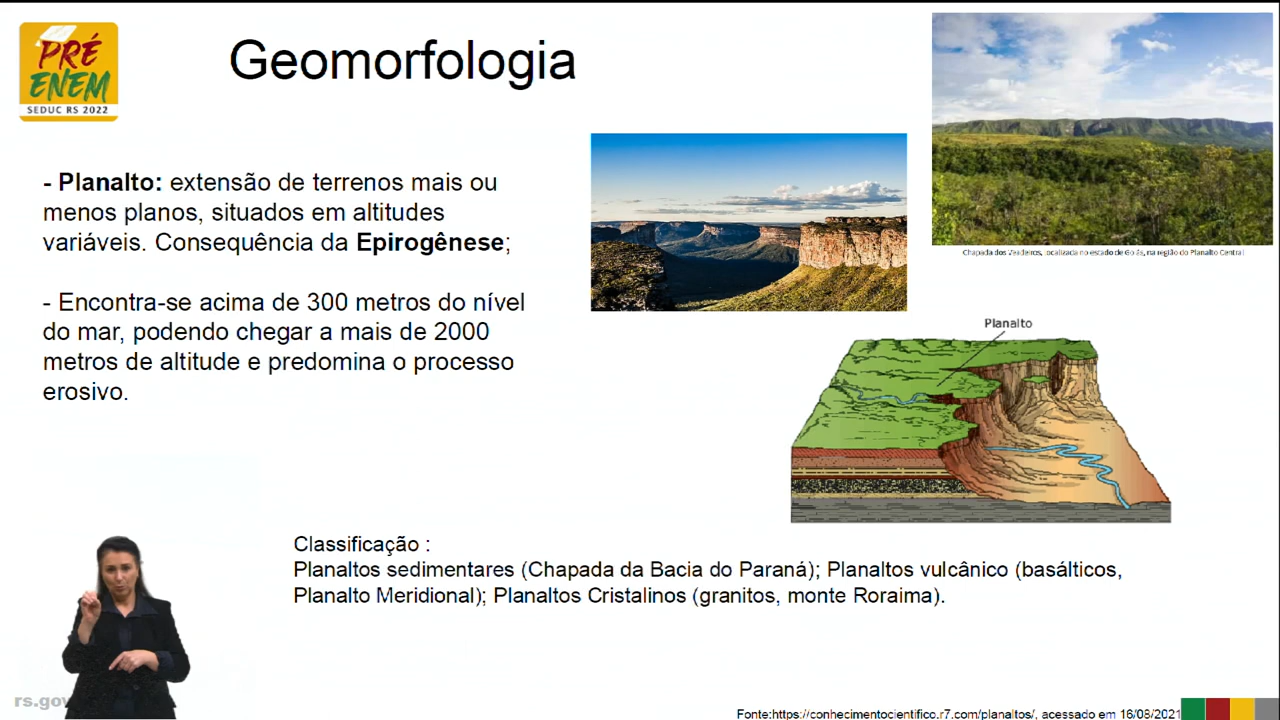 PRÉ
ENEM
SEDUC RS 2022
Geomorfologia
- Planalto: extensão de terrenos mais ou
menos planos, situados em altitudes
variáveis. Consequência da Epirogênese;
- Encontra-se acima de 300 metros do nível
do mar, podendo chegar a mais de 2000
metros de altitude e predomina o processo
erosivo.
Chapada dos Veadeiros, localizada no estado de Goiás, na região do Planalto Central
Planalto
Classificação :
Planaltos sedimentares (Chapada da Bacia do Paraná); Planaltos vulcânico (basálticos,
Planalto Meridional); Planaltos Cristalinos (granitos, monte Roraima).
rs.gov
Fonte:https://conhecimentocientifico.r7.com/planaltos/, acessado em 16/08/2021